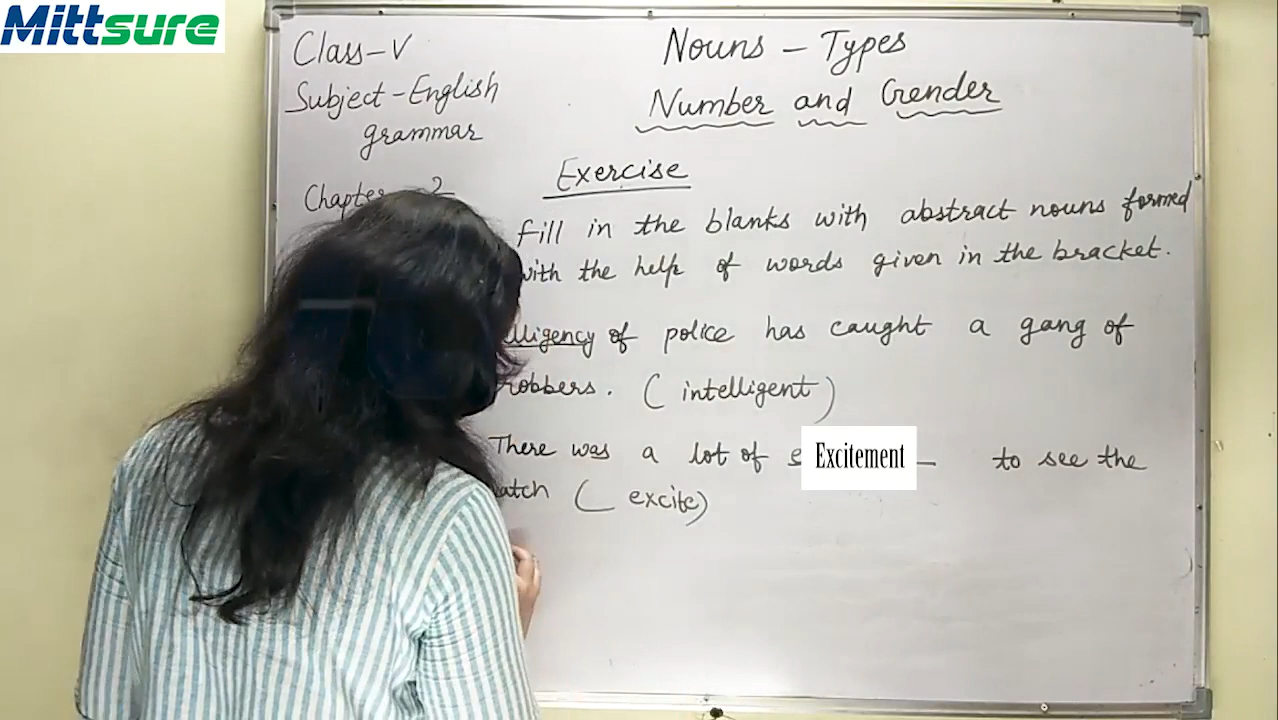 Mittsure
Class-V
Subject-English
grammar
Chapter 2
Nouns - Types
Number and Gender
Exercise
Fill in the blanks with abstract nouns formed
with the help of words given in the bracket.
elligency of police has caught a gang of
robbers. ( intelligent )
There was a lot of e Excitement to see the
atch ( excite)